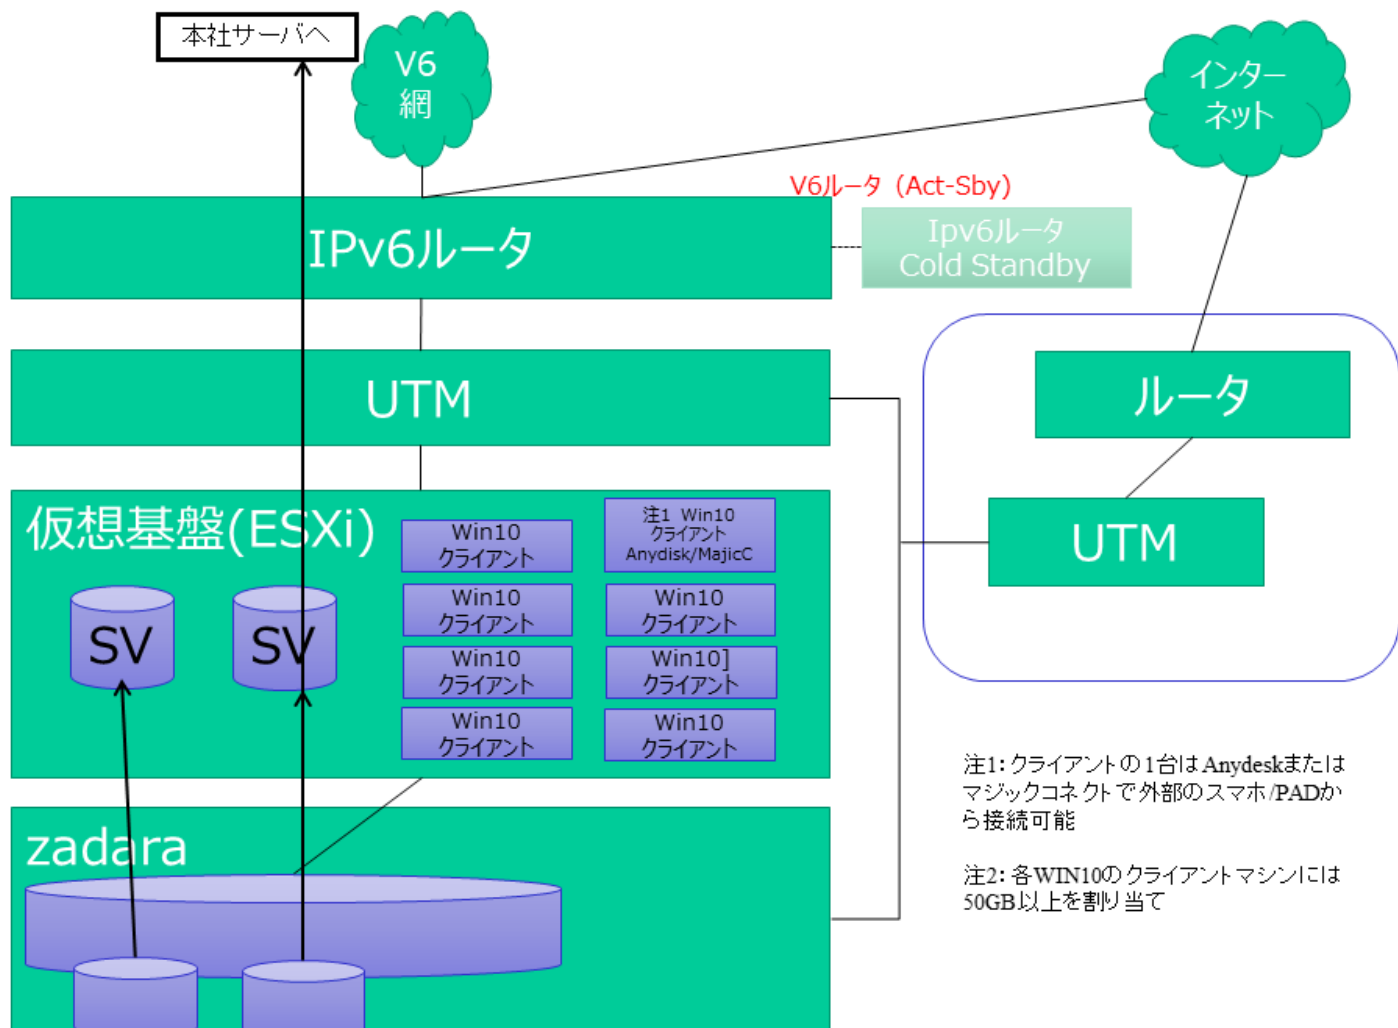 本社サーバへ
V6
網
インター
ネット
V6ルータ (Act-Sby)
IPv6ルータ
Ipv6ルータ
Cold Standby
UTM
ルータ
UTM
仮想基盤(ESXi)
Win10
クライアント
注1 Win10
クライアント
Anydisk/MajicC
Win10
クライアント
Win10
クライアント
Win10
クライアント
Win10]
クライアント
Win10
クライアント
Win10
クライアント
SV
SV
zadara
注1：クライアントの1台はAnydeskまたは
マジックコネクトで外部のスマホ/PADか
ら接続可能
注2：各WIN10のクライアントマシンには
50GB以上を割り当て